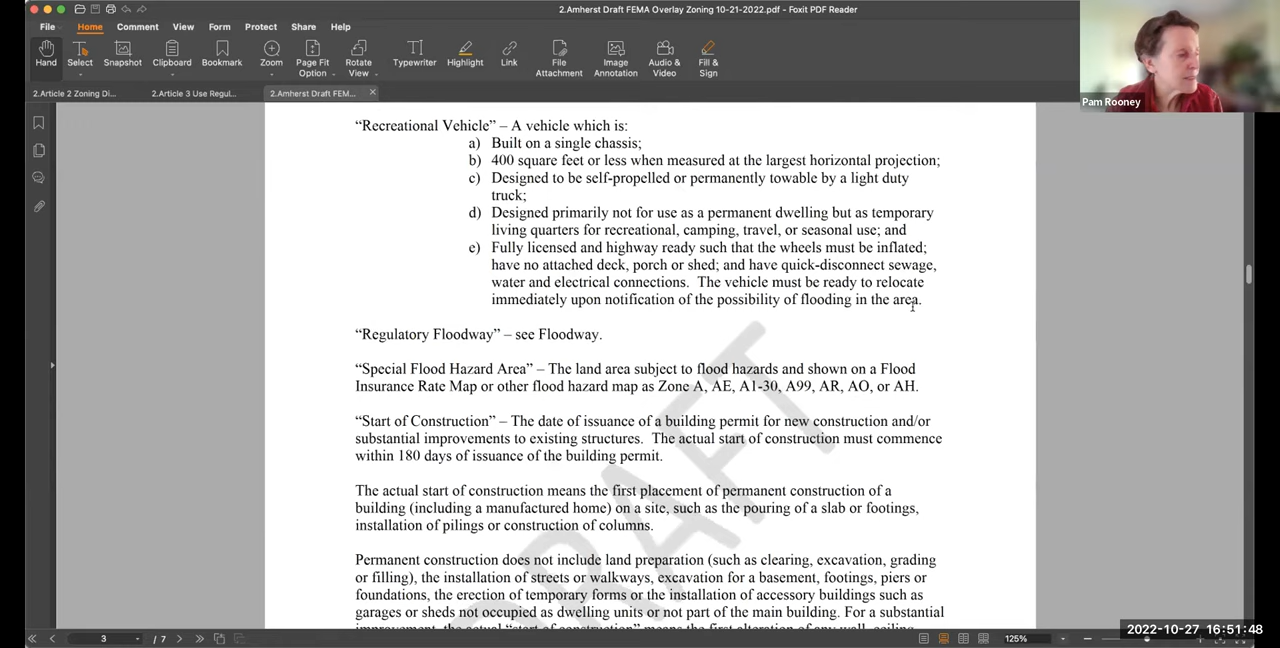 2.Amherst Draft FEMA Overlay Zoning 10-21-2022.pdf - Foxit PDF Reader
File Home Comment View Form Protect Share Help
Hand Select Snapshot Clipboard Bookmark Zoom Page Fit Option Rotate View Typewriter Highlight Link File Attachment Image Annotation Audio & Video Fill & Sign
Pam Rooney
2.Article 2 Zoning Di... 2.Article 3 Use Regul... 2.Amherst Draft FEM...
“Recreational Vehicle” – A vehicle which is:
a) Built on a single chassis;
b) 400 square feet or less when measured at the largest horizontal projection;
c) Designed to be self-propelled or permanently towable by a light duty
truck;
d) Designed primarily not for use as a permanent dwelling but as temporary
living quarters for recreational, camping, travel, or seasonal use; and
e) Fully licensed and highway ready such that the wheels must be inflated;
have no attached deck, porch or shed; and have quick-disconnect sewage,
water and electrical connections. The vehicle must be ready to relocate
immediately upon notification of the possibility of flooding in the area.
“Regulatory Floodway” – see Floodway.
“Special Flood Hazard Area” – The land area subject to flood hazards and shown on a Flood
Insurance Rate Map or other flood hazard map as Zone A, AE, A1-30, A99, AR, AO, or AH.
“Start of Construction” – The date of issuance of a building permit for new construction and/or
substantial improvements to existing structures. The actual start of construction must commence
within 180 days of issuance of the building permit.
The actual start of construction means the first placement of permanent construction of a
building (including a manufactured home) on a site, such as the pouring of a slab or footings,
installation of pilings or construction of columns.
Permanent construction does not include land preparation (such as clearing, excavation, grading
or filling), the installation of streets or walkways, excavation for a basement, footings, piers or
foundations, the erection of temporary forms or the installation of accessory buildings such as
garages or sheds not occupied as dwelling units or not part of the main building. For a substantial
improvement, the actual “start of construction” means the first alteration of any wall, ceiling,
DRAFT
3 / 7 125%
2022-10-27 16:51:48